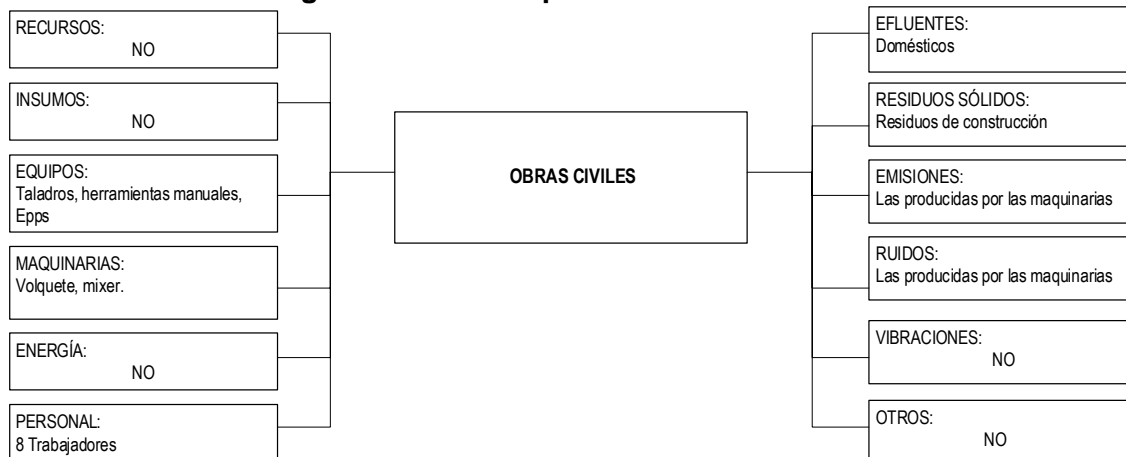 RECURSOS:
NO
INSUMOS:
NO
EQUIPOS:
Taladros, herramientas manuales,
Epps
MAQUINARIAS:
Volquete, mixer.
ENERGÍA:
NO
PERSONAL:
8 Trabajadores
OBRAS CIVILES
EFLUENTES:
Domésticos
RESIDUOS SÓLIDOS:
Residuos de construcción
EMISIONES:
Las producidas por las maquinarias
RUIDOS:
Las producidas por las maquinarias
VIBRACIONES:
NO
OTROS:
NO